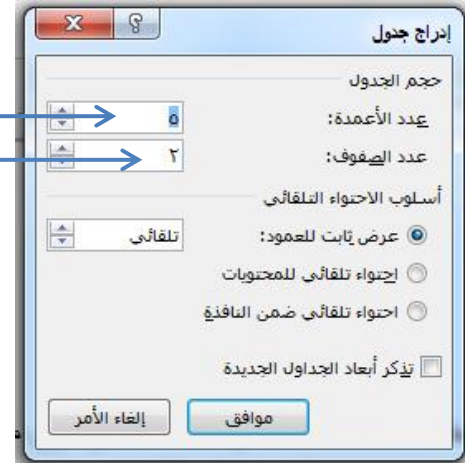 إدراج جدول
حجم الجدول
عدد الأعمدة: ٥
عدد الصفوف: ٢
أسلوب الاحتواء التلقائي
عرض ثابت للعمود: تلقائي
احتواء تلقائي للمحتويات
احتواء تلقائي ضمن النافذة
تذكر أبعاد الجداول الجديدة
موافق إلغاء الأمر